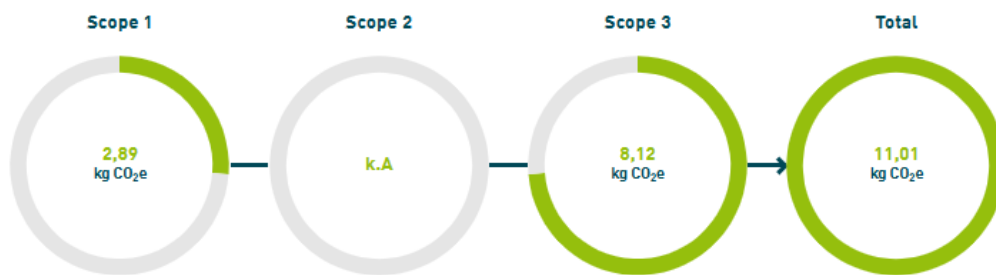 Scope 1
Scope 2
Scope 3
Total
2,89
kg CO₂e
k.A
8,12
kg CO₂e
11,01
kg CO₂e